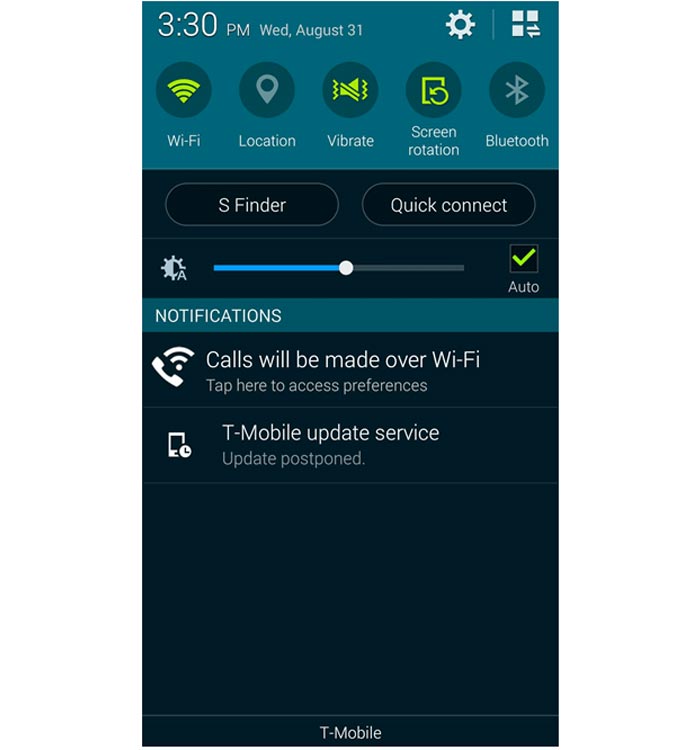 3:30 PM Wed, August 31
Wi-Fi
Location
Vibrate
Screen
rotation
Bluetooth
S Finder
Quick connect
A
Auto
NOTIFICATIONS
Calls will be made over Wi-Fi
Tap here to access preferences
T-Mobile update service
Update postponed.
T-Mobile